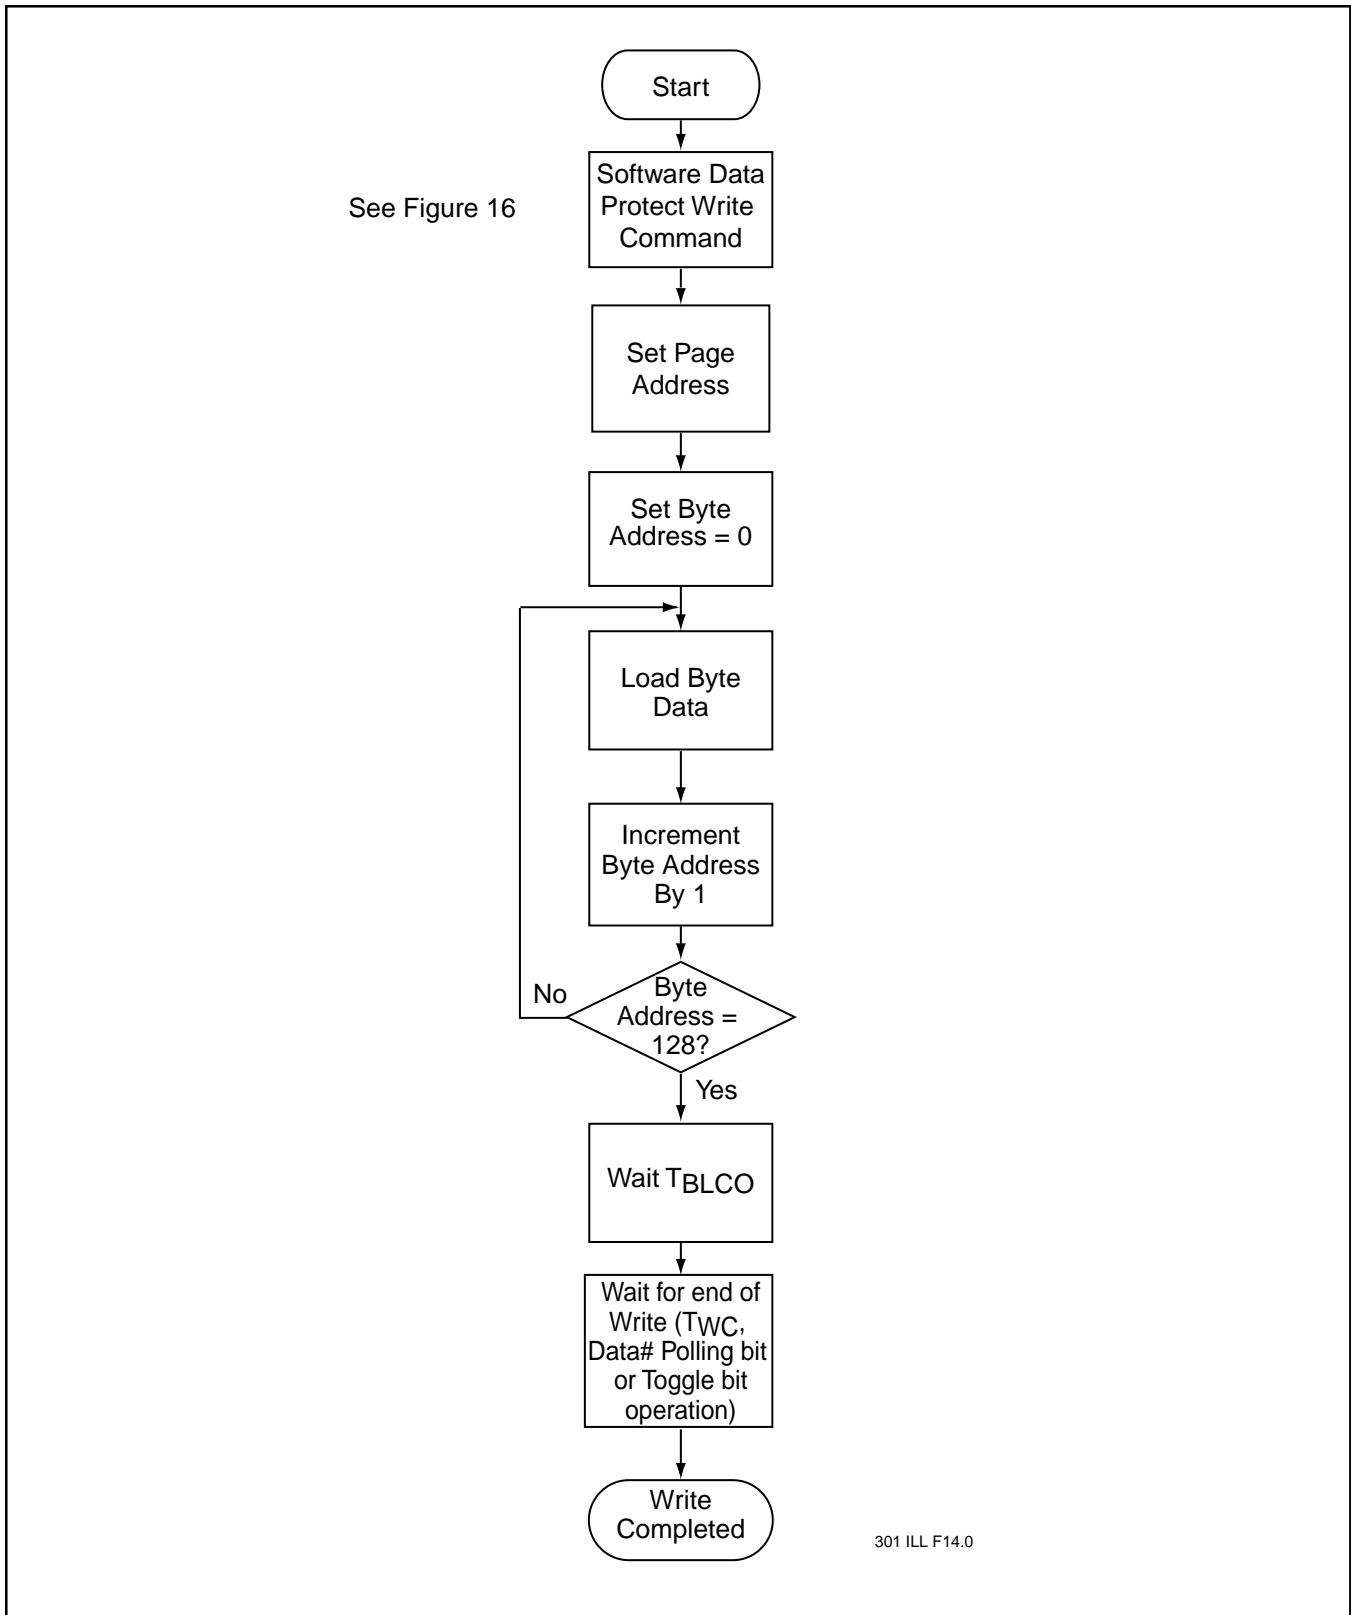 Start
See Figure 16
Software Data
Protect Write
Command
Set Page
Address
Set Byte
Address = 0
Load Byte
Data
Increment
Byte Address
By 1
No
Byte
Address =
128?
Yes
Wait TBLCO
Wait for end of
Write (TWC,
Data# Polling bit
or Toggle bit
operation)
Write
Completed
301 ILL F14.0